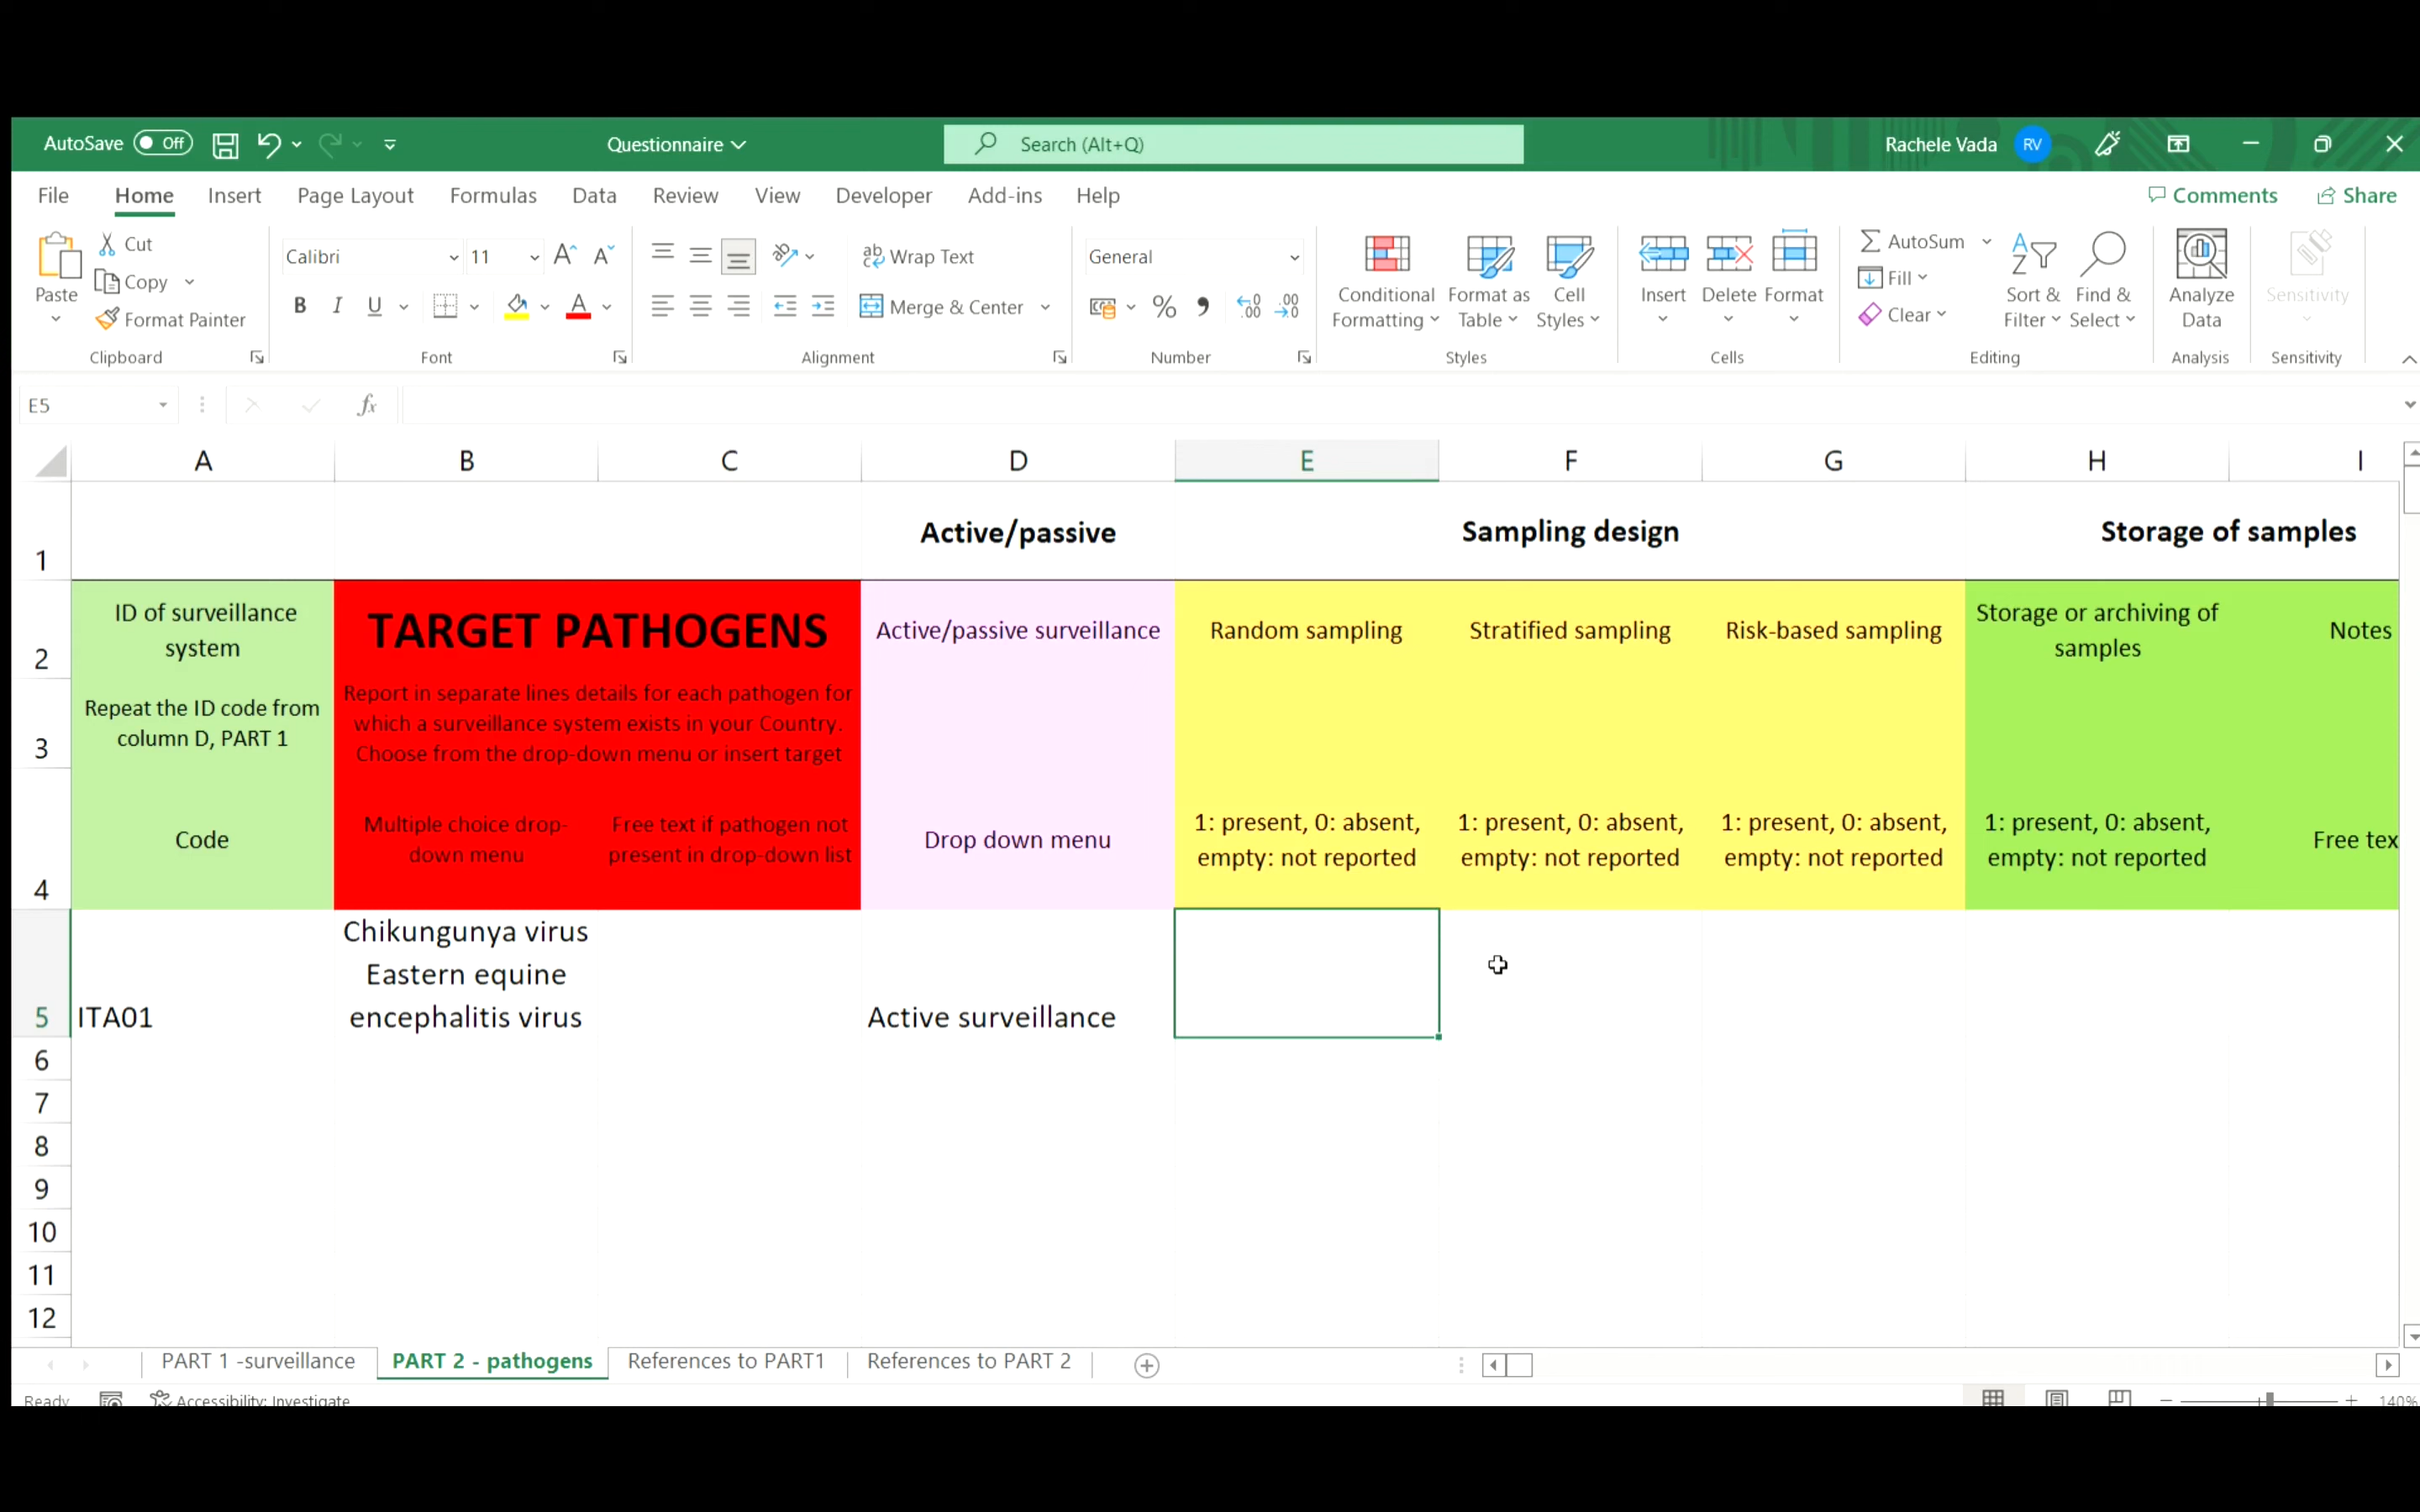 AutoSave Off Questionnaire Search (Alt+Q) Rachele Vada RV
File Home Insert Page Layout Formulas Data Review View Developer Add-ins Help Comments Share
Paste Cut Copy Format Painter Clipboard
Calibri 11 B I U A Font
Wrap Text Merge & Center Alignment
General % Number
Conditional Formatting Format as Table Cell Styles Styles
Insert Delete Format Cells
AutoSum Fill Clear Sort & Filter Find & Select Editing
Analyze Data Analysis
Sensitivity Sensitivity
E5 fx
A B C D E F G H I
1 Active/passive Sampling design Storage of samples
2 ID of surveillance system TARGET PATHOGENS Active/passive surveillance Random sampling Stratified sampling Risk-based sampling Storage or archiving of samples Notes
3 Repeat the ID code from column D, PART 1
Report in separate lines details for each pathogen for
which a surveillance system exists in your Country.
Choose from the drop-down menu or insert target
4 Code
Multiple choice drop-down menu
Free text if pathogen not present in drop-down list
Drop down menu
1: present, 0: absent, empty: not reported
1: present, 0: absent, empty: not reported
1: present, 0: absent, empty: not reported
1: present, 0: absent, empty: not reported
Free tex
5 ITA01
Chikungunya virus
Eastern equine
encephalitis virus
Active surveillance
6
7
8
9
10
11
12
PART 1 -surveillance PART 2 - pathogens References to PART1 References to PART 2
Ready Accessibility: Investigate 140%